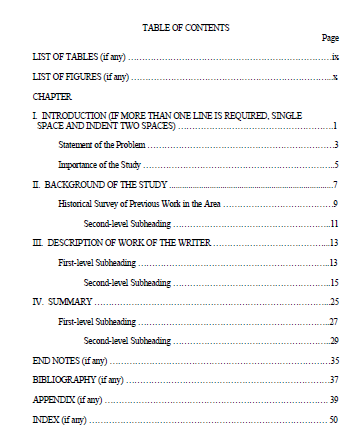 TABLE OF CONTENTS
Page
LIST OF TABLES (if any) ........................................ ix
LIST OF FIGURES (if any) ........................................ x
CHAPTER
I. INTRODUCTION (IF MORE THAN ONE LINE IS REQUIRED, SINGLE
SPACE AND INDENT TWO SPACES) ........................................ 1
Statement of the Problem ........................................ 3
Importance of the Study ........................................ 5
II. BACKGROUND OF THE STUDY ........................................ 7
Historical Survey of Previous Work in the Area ........................................ 9
Second-level Subheading ........................................ 11
III. DESCRIPTION OF WORK OF THE WRITER ........................................ 13
First-level Subheading ........................................ 13
Second-level Subheading ........................................ 15
IV. SUMMARY ........................................ 25
First-level Subheading ........................................ 27
Second-level Subheading ........................................ 29
END NOTES (if any) ........................................ 35
BIBLIOGRAPHY (if any) ........................................ 37
APPENDIX (if any) ........................................ 39
INDEX (if any) ........................................ 50